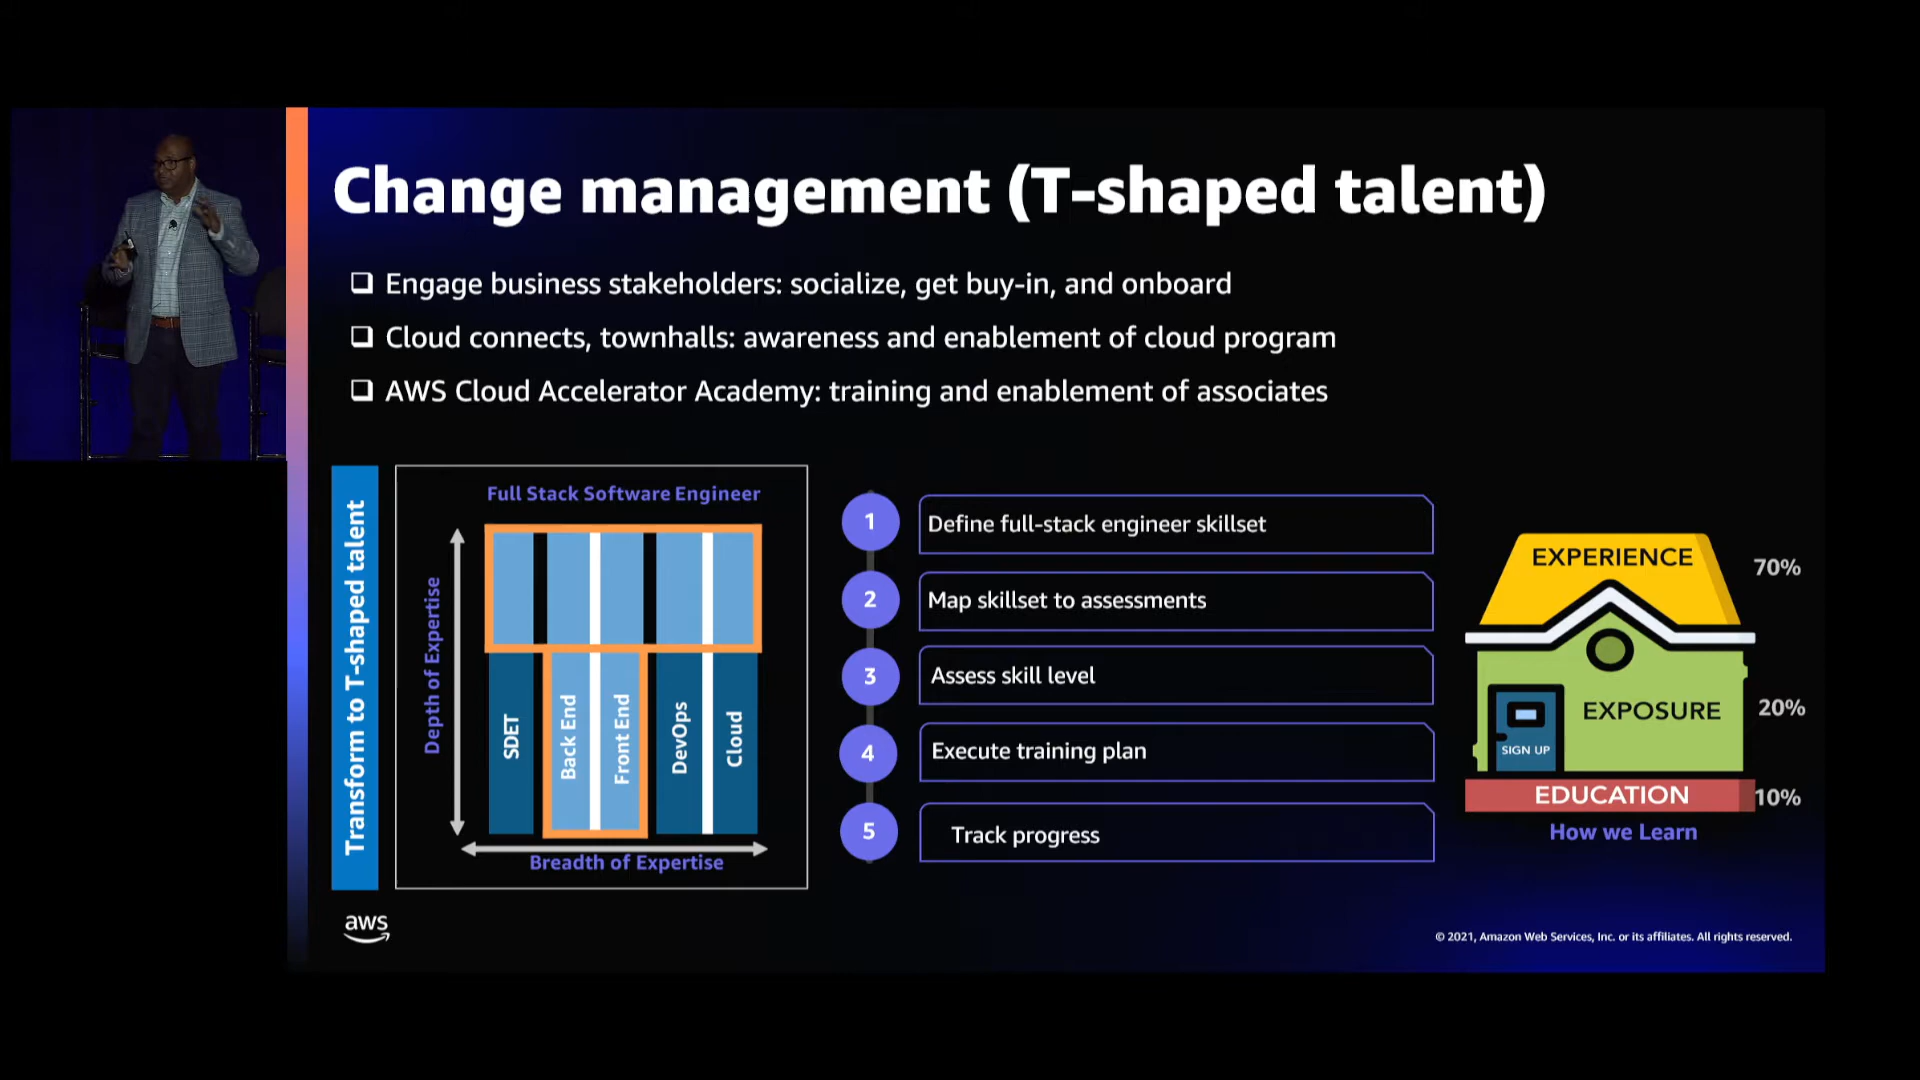 Change management (T-shaped talent)
❑ Engage business stakeholders: socialize, get buy-in, and onboard
❑ Cloud connects, townhalls: awareness and enablement of cloud program
❑ AWS Cloud Accelerator Academy: training and enablement of associates
Transform to T-shaped talent
Full Stack Software Engineer
Depth of Expertise
SDET
Back End
Front End
DevOps
Cloud
Breadth of Expertise
1 Define full-stack engineer skillset
2 Map skillset to assessments
3 Assess skill level
4 Execute training plan
5 Track progress
EXPERIENCE 70%
EXPOSURE 20%
SIGN UP
EDUCATION 10%
How we Learn
aws
© 2021, Amazon Web Services, Inc. or its affiliates. All rights reserved.